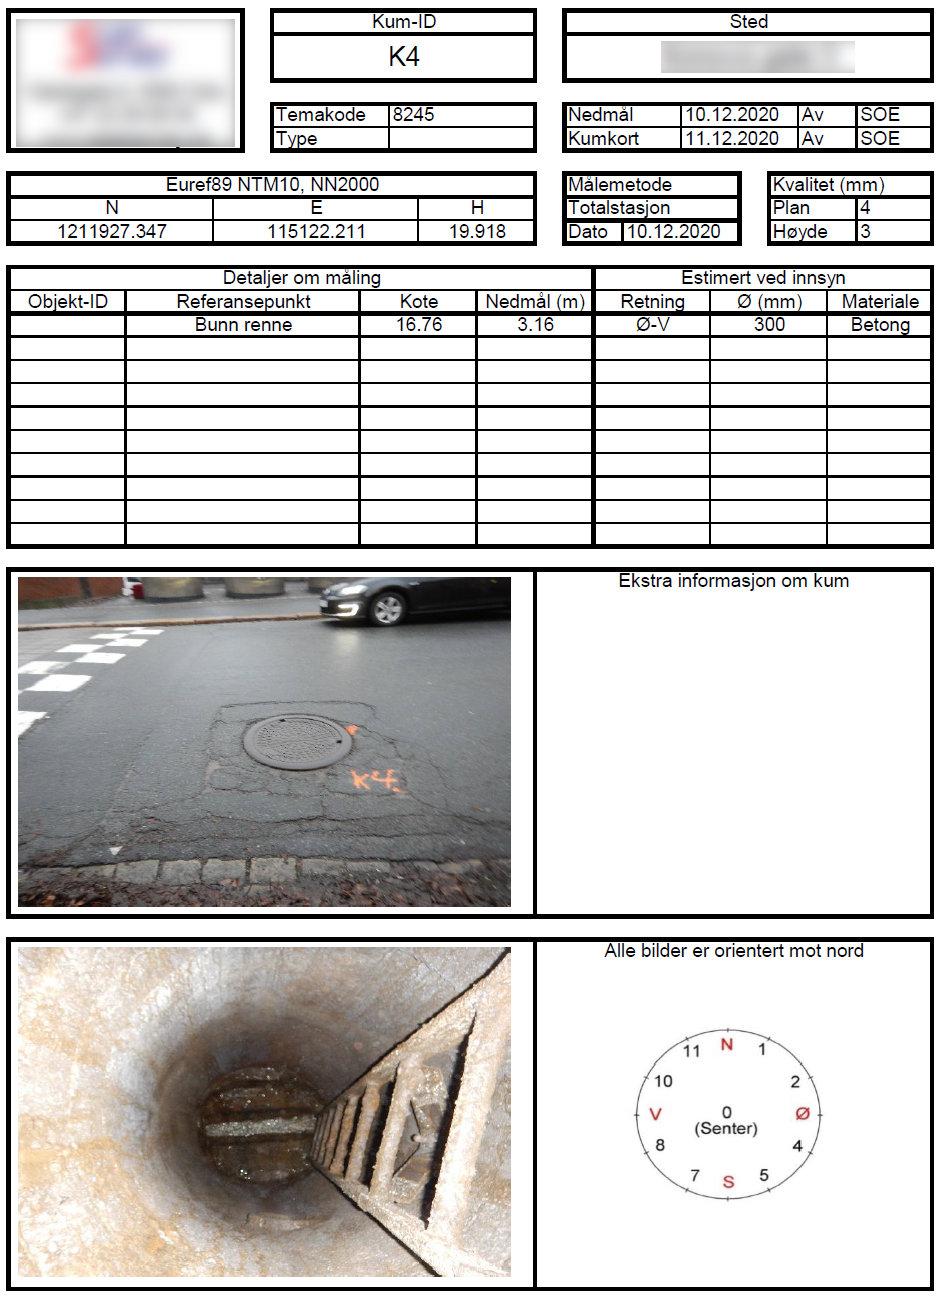 Kum-ID
K4
Sted
Temakode 8245
Type
Nedmål 10.12.2020 Av SOE
Kumkort 11.12.2020 Av SOE
Euref89 NTM10, NN2000
N E H
1211927.347 115122.211 19.918
Målemetode
Totalstasjon
Dato 10.12.2020
Kvalitet (mm)
Plan 4
Høyde 3
Detaljer om måling Estimert ved innsyn
Objekt-ID Referansepunkt Kote Nedmål (m) Retning Ø (mm) Materiale
Bunn renne 16.76 3.16 Ø-V 300 Betong
K4
Ekstra informasjon om kum
Alle bilder er orientert mot nord
11 N 1
10 2
V 0 Ø
(Senter)
8 4
7 S 5